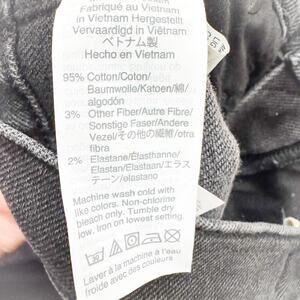 Fabriqué au Vietnam
In Vietnam Hergestellt
Vervaardigd in Viêtnam
ベトナム製
Hecho en Vietnam
95% Cotton/Coton/
Baumwolle/Katoen/綿/
algodón
3% Other Fiber/Autre Fibre/
Sonstige Faser/Andere
Vezel/その他の繊維/otra
fibra
2% Elastane/Élasthanne/
Elastan/Elastaan/エラス
テーン/elastano
Machine wash cold with
like colors. Non-chlorine
bleach only. Tumble dry
low. Iron on lowest setting.
Laver à la machine à l'eau
froide avec des couleurs